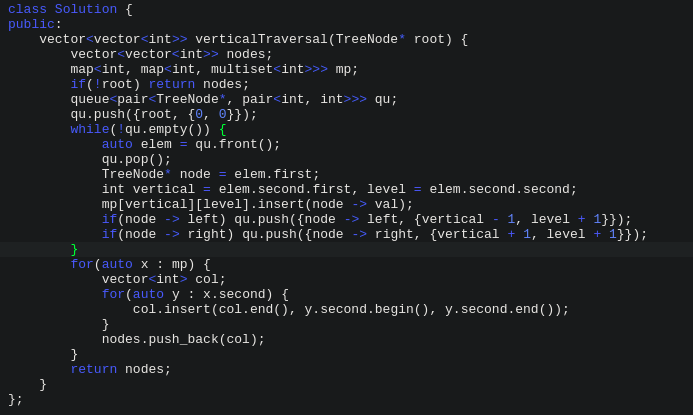 class Solution {
public:
    vector<vector<int>> verticalTraversal(TreeNode* root) {
        vector<vector<int>> nodes;
        map<int, map<int, multiset<int>>> mp;
        if(!root) return nodes;
        queue<pair<TreeNode*, pair<int, int>>> qu;
        qu.push({root, {0, 0}});
        while(!qu.empty()) {
            auto elem = qu.front();
            qu.pop();
            TreeNode* node = elem.first;
            int vertical = elem.second.first, level = elem.second.second;
            mp[vertical][level].insert(node -> val);
            if(node -> left) qu.push({node -> left, {vertical - 1, level + 1}});
            if(node -> right) qu.push({node -> right, {vertical + 1, level + 1}});
        }
        for(auto x : mp) {
            vector<int> col;
            for(auto y : x.second) {
                col.insert(col.end(), y.second.begin(), y.second.end());
            }
            nodes.push_back(col);
        }
        return nodes;
    }
};